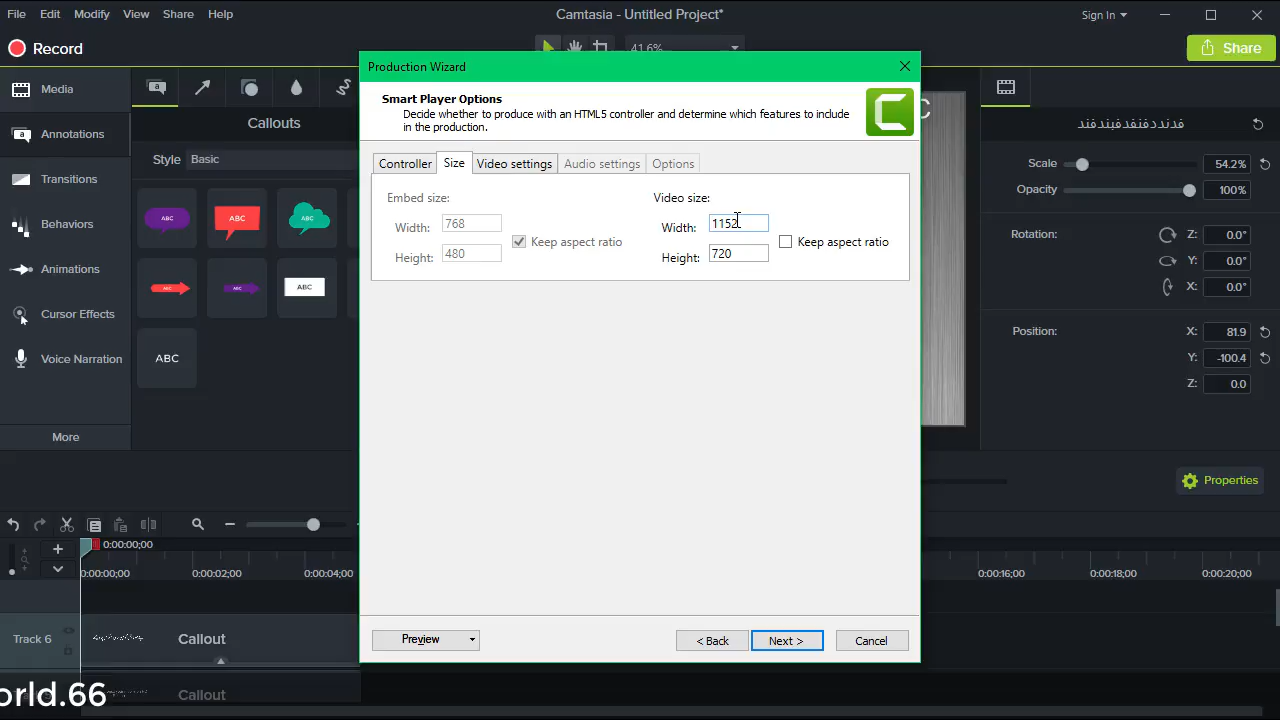 File Edit Modify View Share Help
Camtasia - Untitled Project*
Sign In
Record
41.6%
Share
Production Wizard
Smart Player Options
Decide whether to produce with an HTML5 controller and determine which features to include
in the production.
Media
Annotations
Transitions
Behaviors
Animations
Cursor Effects
Voice Narration
More
Callouts
Style Basic
ABC ABC ABC
ABC ABC ABC
ABC
Controller Size Video settings Audio settings Options
Embed size:
Width: 768
Height: 480
Keep aspect ratio
Video size:
Width: 1152
Height: 720
Keep aspect ratio
Preview
< Back
Next >
Cancel
C
Scale 54.2%
Opacity 100%
Rotation: Z: 0.0°
Y: 0.0°
X: 0.0°
Position: X: 81.9
Y: -100.4
Z: 0.0
Properties
0:00:00;00
0:00:00;00 0:00:02;00 0:00:04;00 0:00:16;00 0:00:18;00 0:00:20;00
Track 6 Callout
Callout
orld.66